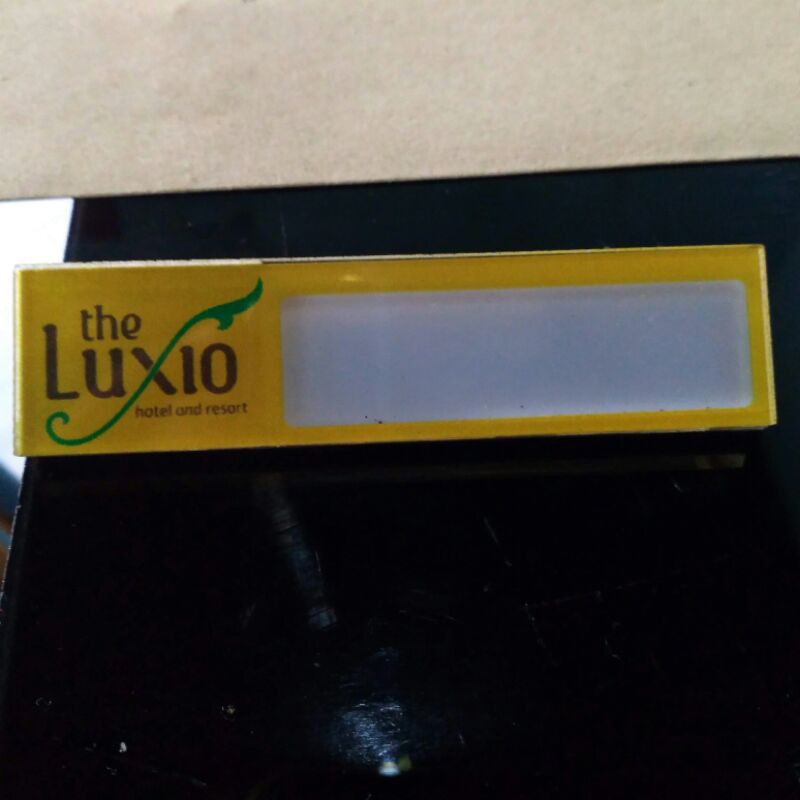 the
Luxio
hotel and resort